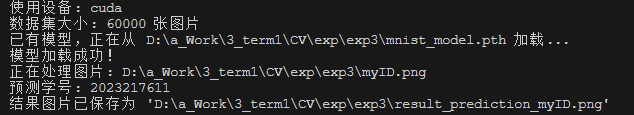 使用设备: cuda
数据集大小: 60000 张图片
已有模型，正在从 D:\a_Work\3_term1\CV\exp\exp3\mnist_model.pth 加载...
模型加载成功!
正在处理图片: D:\a_Work\3_term1\CV\exp\exp3\myID.png
预测学号: 2023217611
结果图片已保存为 'D:\a_Work\3_term1\CV\exp\exp3\result_prediction_myID.png'